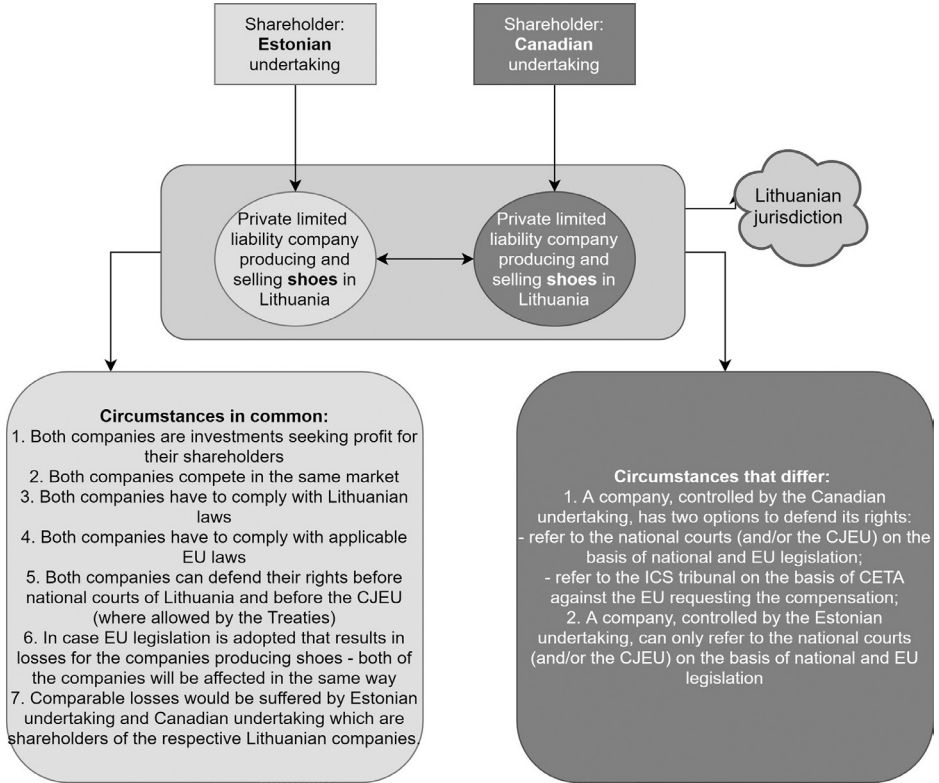 Shareholder:
Estonian
undertaking
Shareholder:
Canadian
undertaking
Private limited
liability company
producing and
selling shoes in
Lithuania
Private limited
liability company
producing and
selling shoes in
Lithuania
Lithuanian
jurisdiction
Circumstances in common:
1. Both companies are investments seeking profit for
their shareholders
2. Both companies compete in the same market
3. Both companies have to comply with Lithuanian
laws
4. Both companies have to comply with applicable
EU laws
5. Both companies can defend their rights before
national courts of Lithuania and before the CJEU
(where allowed by the Treaties)
6. In case EU legislation is adopted that results in
losses for the companies producing shoes - both of
the companies will be affected in the same way
7. Comparable losses would be suffered by Estonian
undertaking and Canadian undertaking which are
shareholders of the respective Lithuanian companies.
Circumstances that differ:
1. A company, controlled by the Canadian
undertaking, has two options to defend its rights:
- refer to the national courts (and/or the CJEU) on the
basis of national and EU legislation;
- refer to the ICS tribunal on the basis of CETA
against the EU requesting the compensation;
2. A company, controlled by the Estonian
undertaking, can only refer to the national courts
(and/or the CJEU) on the basis of national and EU
legislation